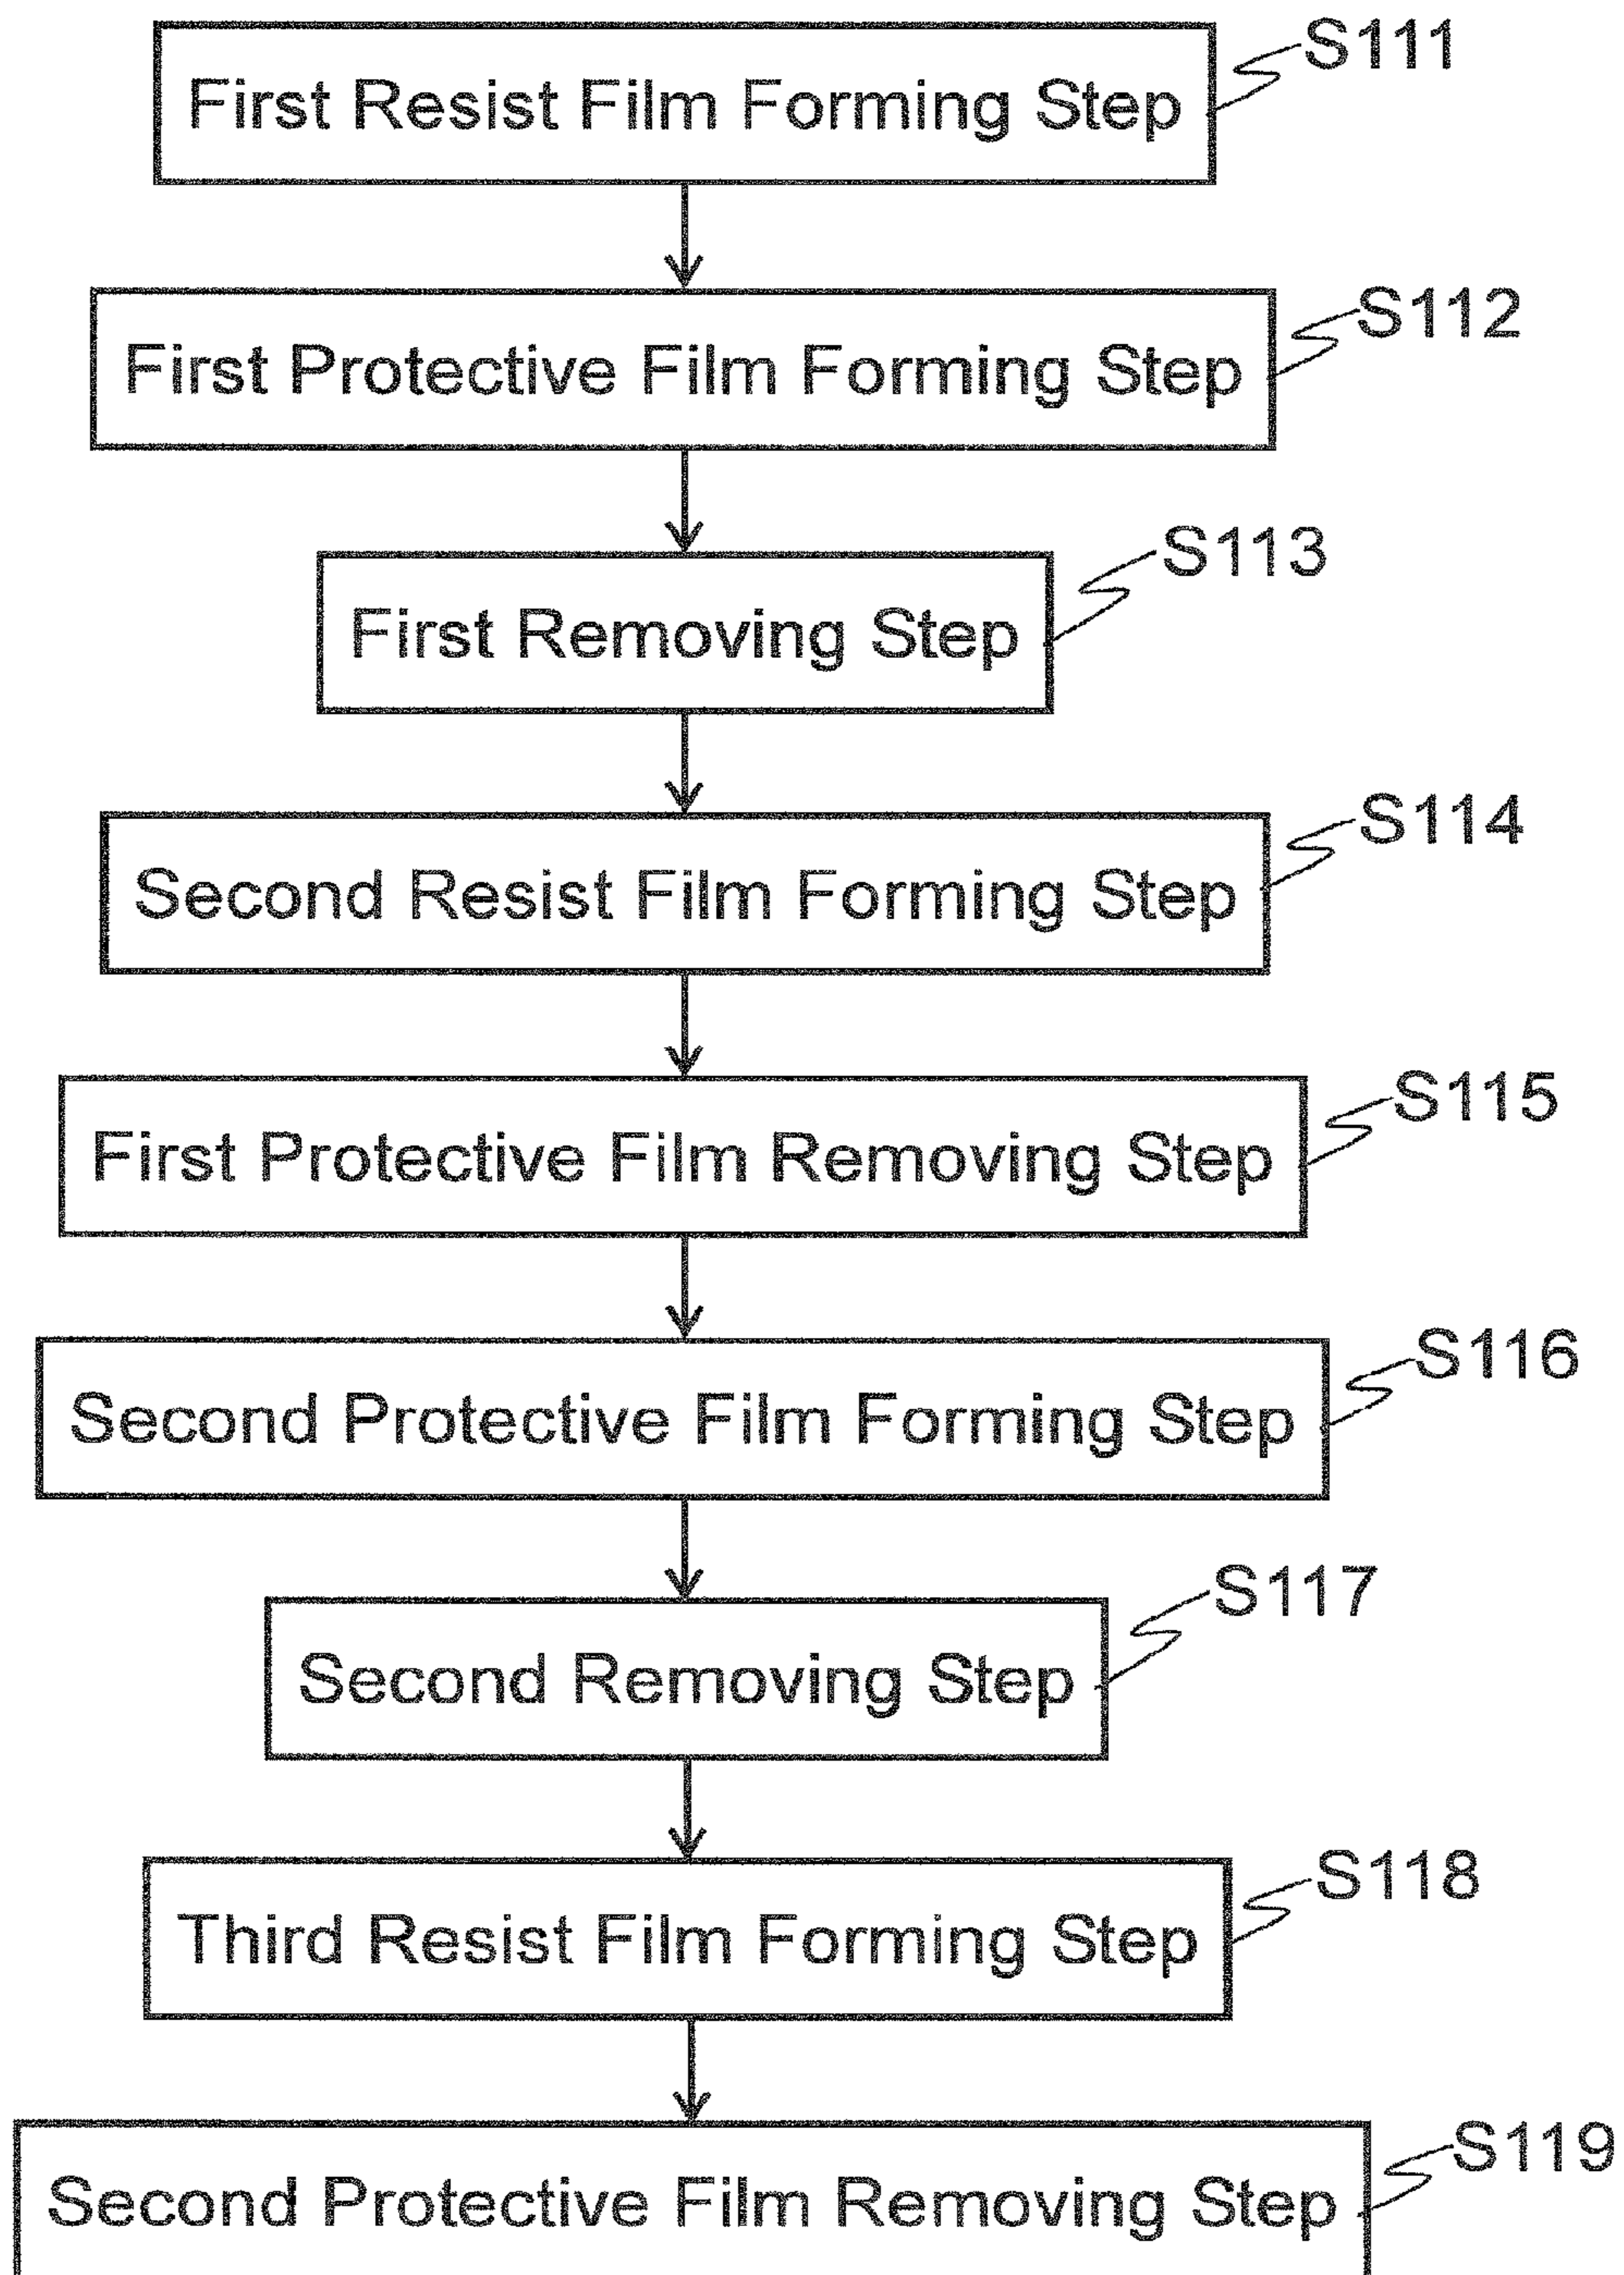 S111
First Resist Film Forming Step
S112
First Protective Film Forming Step
S113
First Removing Step
S114
Second Resist Film Forming Step
S115
First Protective Film Removing Step
S116
Second Protective Film Forming Step
S117
Second Removing Step
S118
Third Resist Film Forming Step
S119
Second Protective Film Removing Step